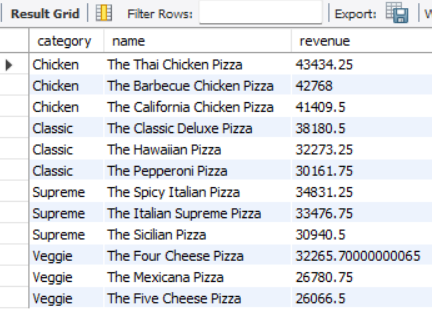 Result Grid Filter Rows: Export:
category name revenue
Chicken The Thai Chicken Pizza 43434.25
Chicken The Barbecue Chicken Pizza 42768
Chicken The California Chicken Pizza 41409.5
Classic The Classic Deluxe Pizza 38180.5
Classic The Hawaiian Pizza 32273.25
Classic The Pepperoni Pizza 30161.75
Supreme The Spicy Italian Pizza 34831.25
Supreme The Italian Supreme Pizza 33476.75
Supreme The Sicilian Pizza 30940.5
Veggie The Four Cheese Pizza 32265.70000000065
Veggie The Mexicana Pizza 26780.75
Veggie The Five Cheese Pizza 26066.5